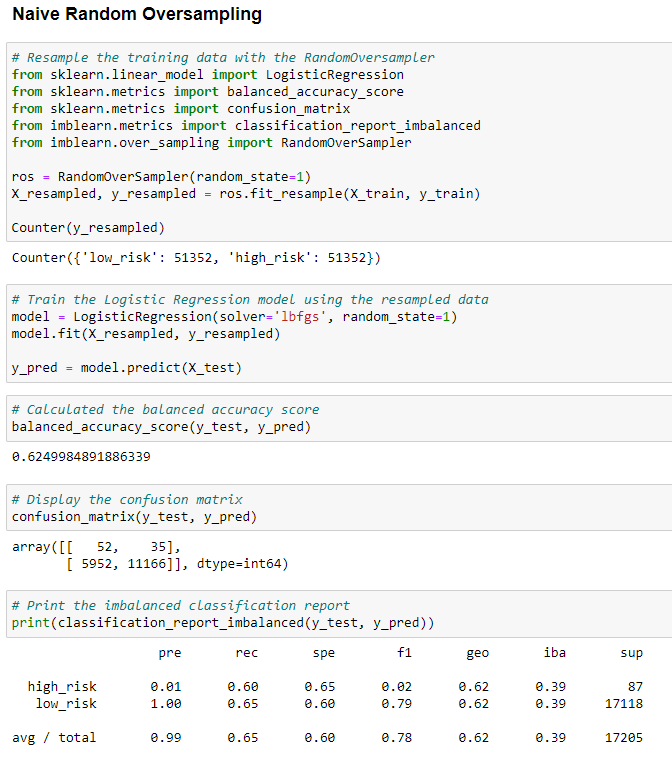 Naive Random Oversampling
# Resample the training data with the RandomOversampler
from sklearn.linear_model import LogisticRegression
from sklearn.metrics import balanced_accuracy_score
from sklearn.metrics import confusion_matrix
from imblearn.metrics import classification_report_imbalanced
from imblearn.over_sampling import RandomOverSampler
ros = RandomOverSampler(random_state=1)
X_resampled, y_resampled = ros.fit_resample(X_train, y_train)
Counter(y_resampled)
Counter({'low_risk': 51352, 'high_risk': 51352})
# Train the Logistic Regression model using the resampled data
model = LogisticRegression(solver='lbfgs', random_state=1)
model.fit(X_resampled, y_resampled)
y_pred = model.predict(X_test)
# Calculated the balanced accuracy score
balanced_accuracy_score(y_test, y_pred)
0.6249984891886339
# Display the confusion matrix
confusion_matrix(y_test, y_pred)
array([[   52,    35],
       [ 5952, 11166]], dtype=int64)
# Print the imbalanced classification report
print(classification_report_imbalanced(y_test, y_pred))
                   pre       rec       spe        f1       geo       iba       sup
  high_risk       0.01      0.60      0.65      0.02      0.62      0.39        87
   low_risk       1.00      0.65      0.60      0.79      0.62      0.39     17118
avg / total       0.99      0.65      0.60      0.78      0.62      0.39     17205